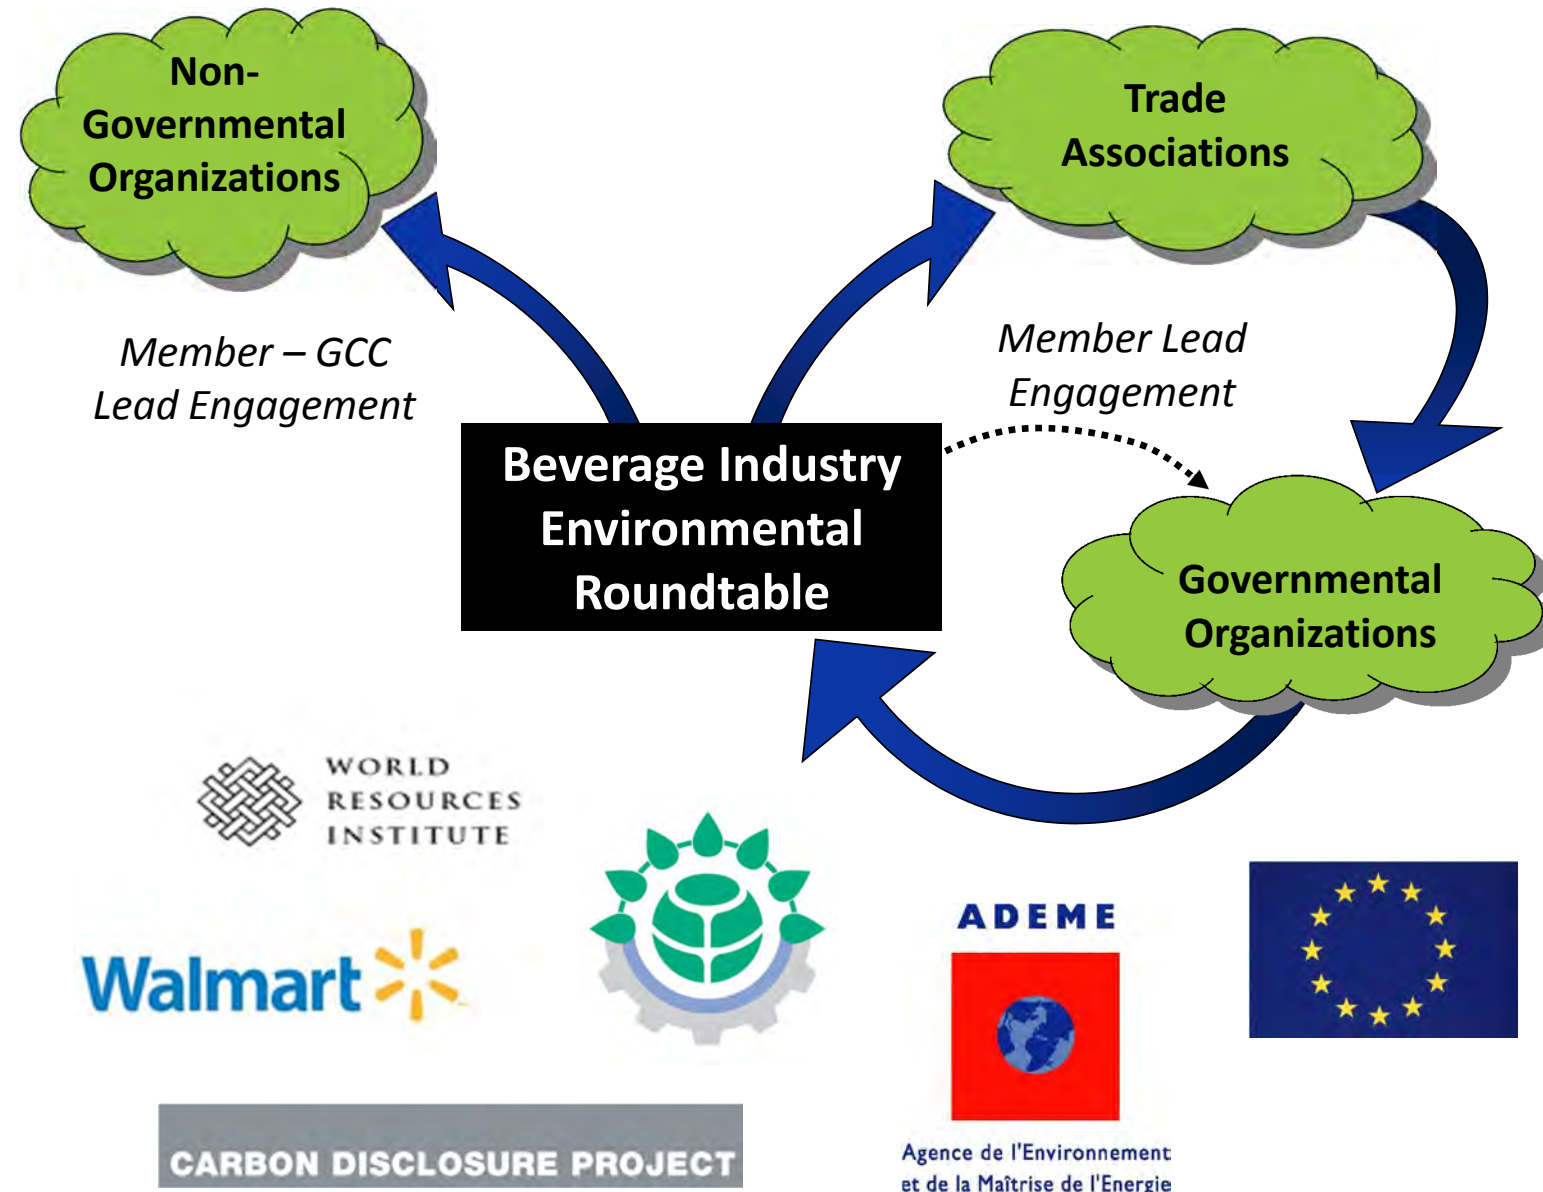 Non-
Governmental
Organizations
Trade
Associations
Member – GCC
Lead Engagement
Member Lead
Engagement
Beverage Industry
Environmental
Roundtable
Governmental
Organizations
WORLD
RESOURCES
INSTITUTE
Walmart
ADEME
CARBON DISCLOSURE PROJECT
Agence de l'Environnement
et de la Maîtrise de l'Energie